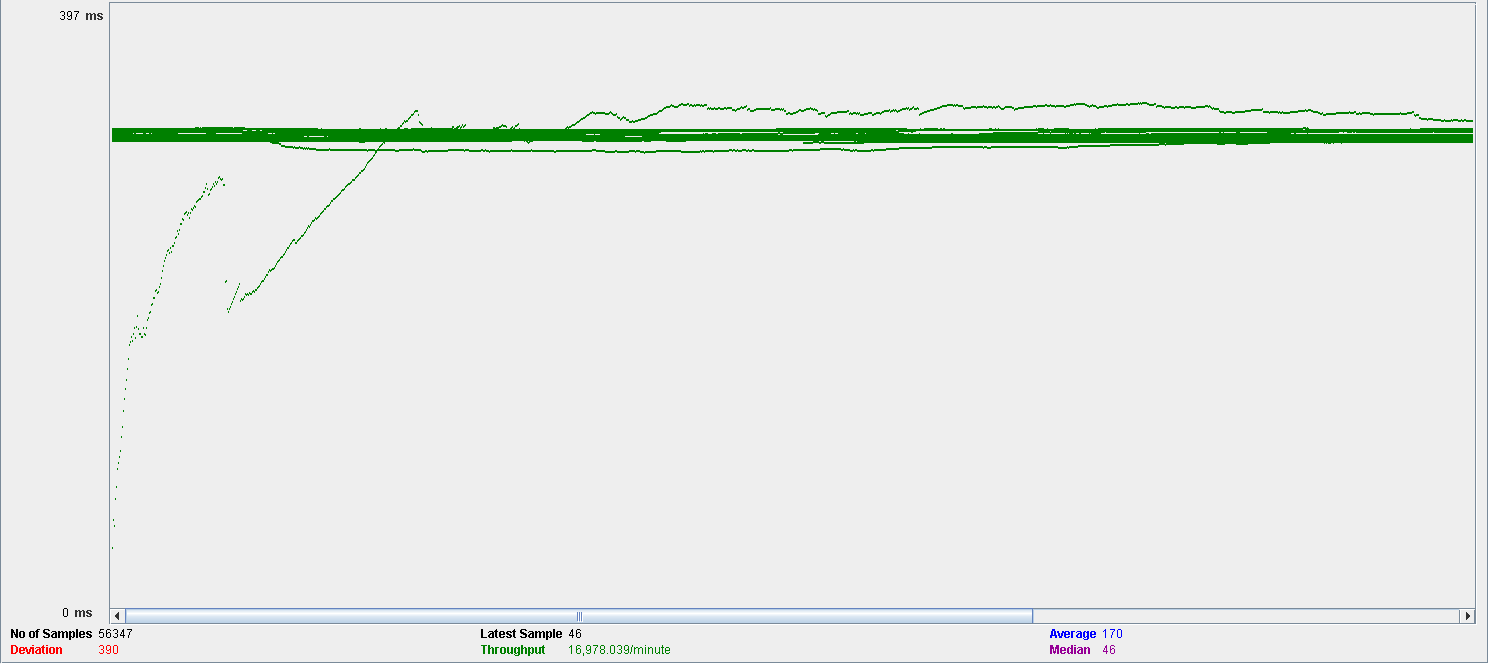 397 ms
0 ms
No of Samples 56347 Latest Sample 46 Average 170
Deviation 390 Throughput 16,978.039/minute Median 46